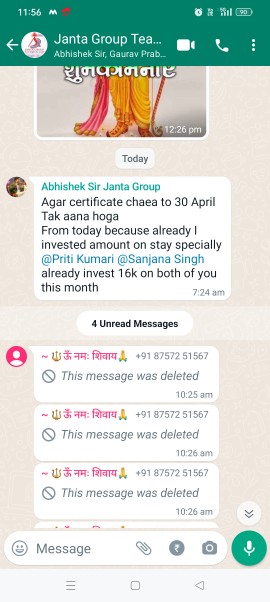 11:56
90
Janta Group Tea...
Abhishek Sir, Gaurav Prab...
शुभकामनाएं
12:26 pm
Today
Abhishek Sir Janta Group
Agar certificate chaea to 30 April
Tak aana hoga
From today because already I
invested amount on stay specially
@Priti Kumari @Sanjana Singh
already invest 16k on both of you
this month
7:24 am
4 Unread Messages
~ 🔱ॐ नमः शिवाय🙏 +91 87572 51567
This message was deleted
10:25 am
~ 🔱ॐ नमः शिवाय🙏 +91 87572 51567
This message was deleted
10:26 am
~ 🔱ॐ नमः शिवाय🙏 +91 87572 51567
This message was deleted
10:26 am
Message